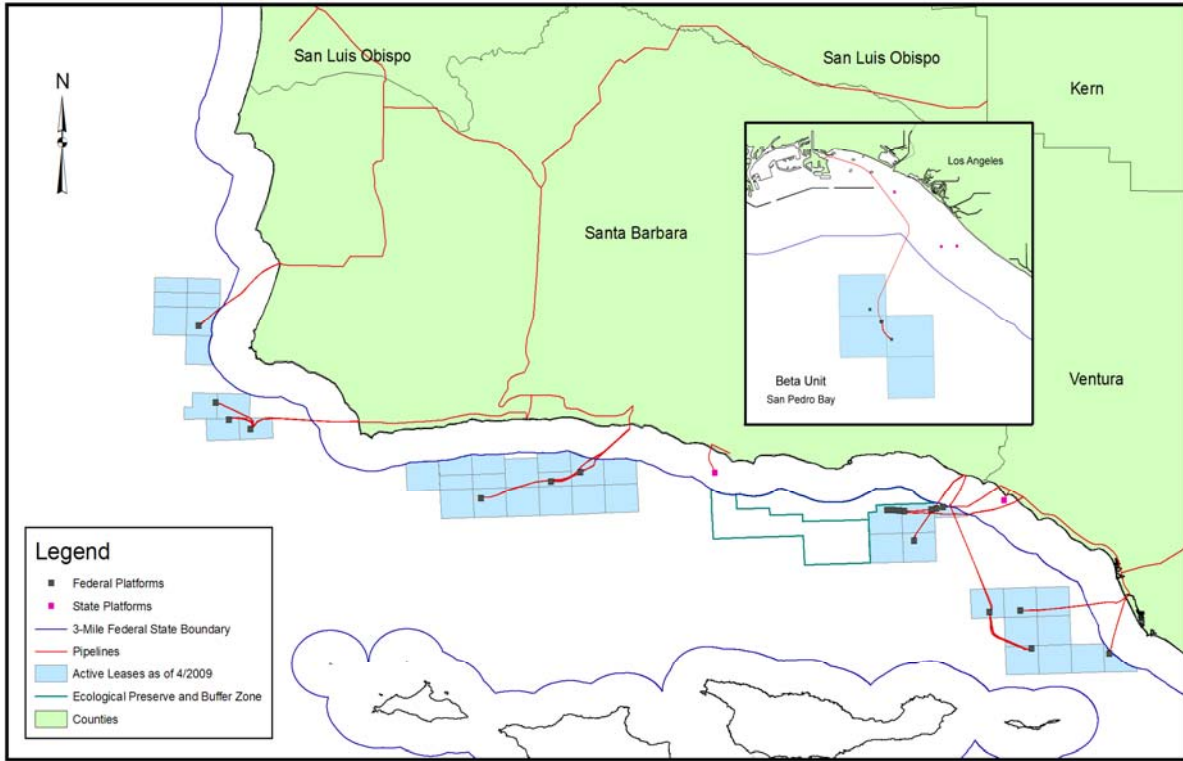 San Luis Obispo
San Luis Obispo
Kern
N
Los Angeles
Santa Barbara
Ventura
Beta Unit
San Pedro Bay
Legend
Federal Platforms
State Platforms
3-Mile Federal State Boundary
Pipelines
Active Leases as of 4/2009
Ecological Preserve and Buffer Zone
Counties